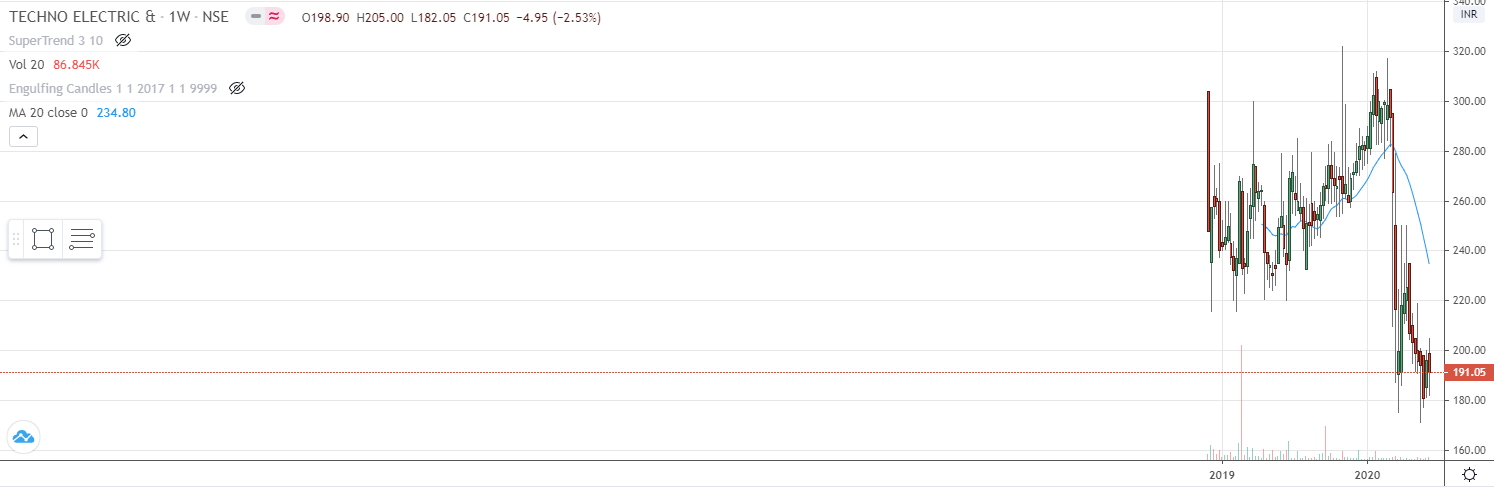 TECHNO ELECTRIC & · 1W · NSE O198.90 H205.00 L182.05 C191.05 −4.95 (−2.53%)
SuperTrend 3 10
Vol 20 86.845K
Engulfing Candles 1 1 2017 1 1 9999
MA 20 close 0 234.80
340.00
INR
320.00
300.00
280.00
260.00
240.00
220.00
200.00
191.05
180.00
160.00
2019 2020